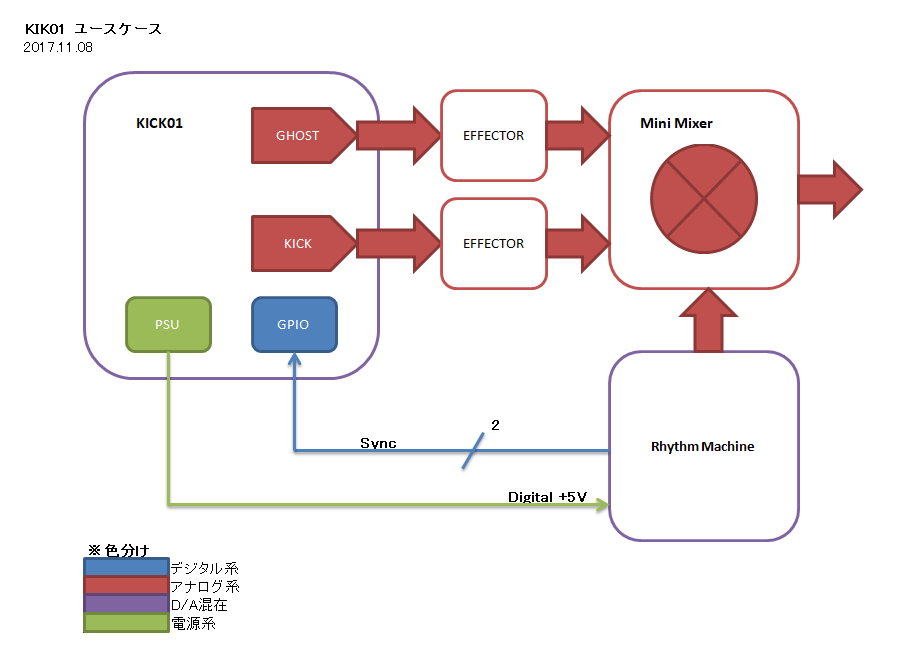 KIK01 ユースケース
2017.11.08
KICK01
GHOST
EFFECTOR
Mini Mixer
KICK
EFFECTOR
PSU
GPIO
2
Sync
Rhythm Machine
Digital +5V
※色分け
デジタル系
アナログ系
D/A混在
電源系